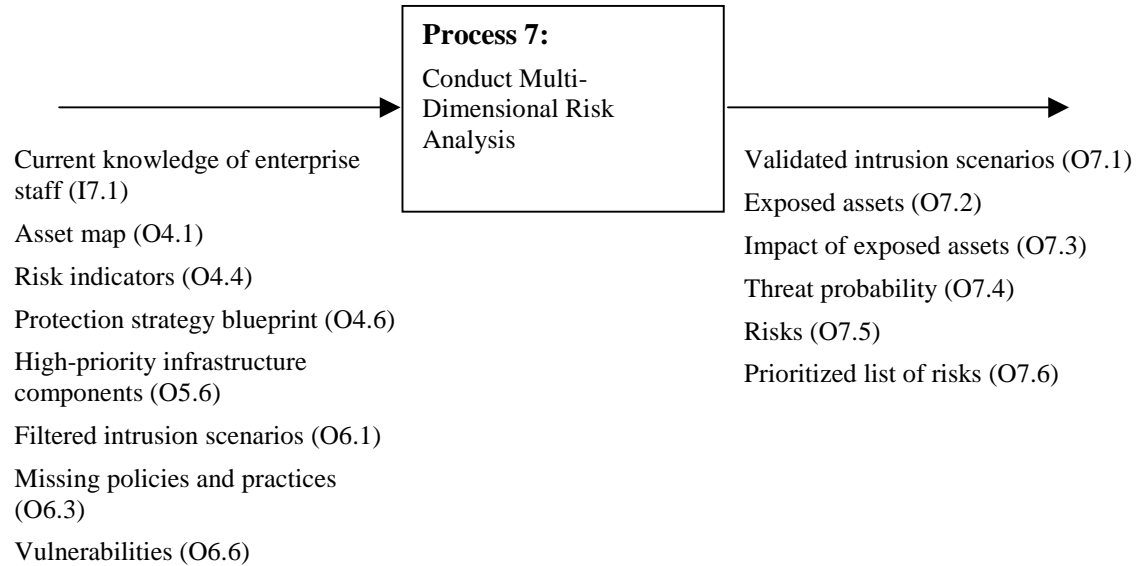 Process 7:
Conduct Multi-
Dimensional Risk
Analysis
Current knowledge of enterprise
staff (I7.1)
Asset map (O4.1)
Risk indicators (O4.4)
Protection strategy blueprint (O4.6)
High-priority infrastructure
components (O5.6)
Filtered intrusion scenarios (O6.1)
Missing policies and practices
(O6.3)
Vulnerabilities (O6.6)
Validated intrusion scenarios (O7.1)
Exposed assets (O7.2)
Impact of exposed assets (O7.3)
Threat probability (O7.4)
Risks (O7.5)
Prioritized list of risks (O7.6)